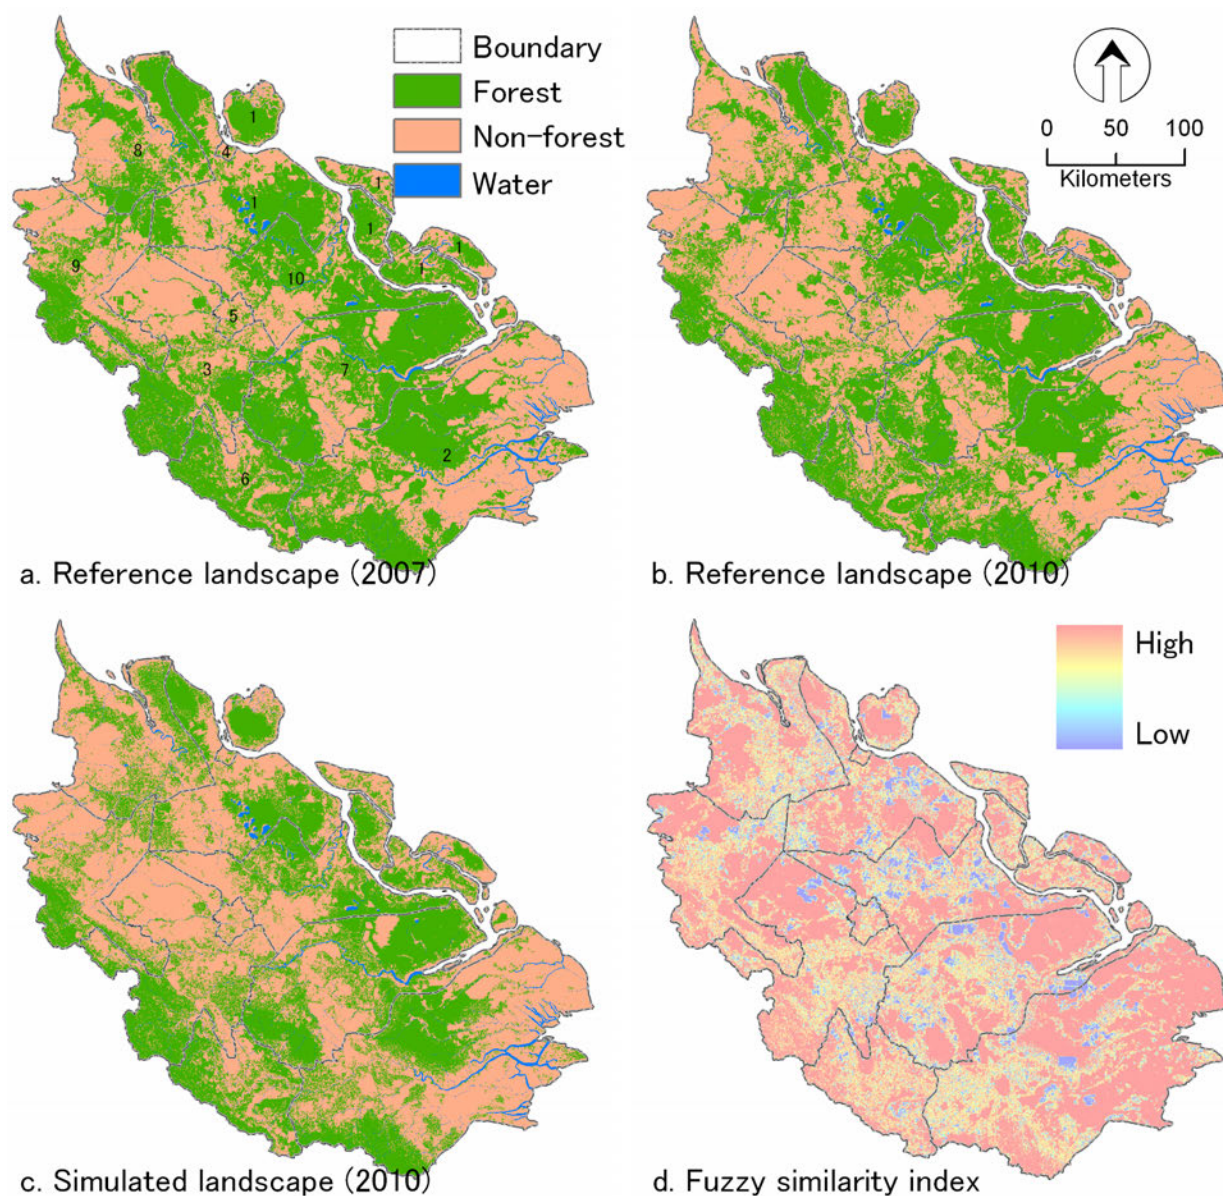 Boundary
Forest
Non-forest
Water
1
8
4
1
1
1
1
9
10
1
5
3
7
2
6
a. Reference landscape (2007)
0 50 100
Kilometers
b. Reference landscape (2010)
c. Simulated landscape (2010)
High
Low
d. Fuzzy similarity index